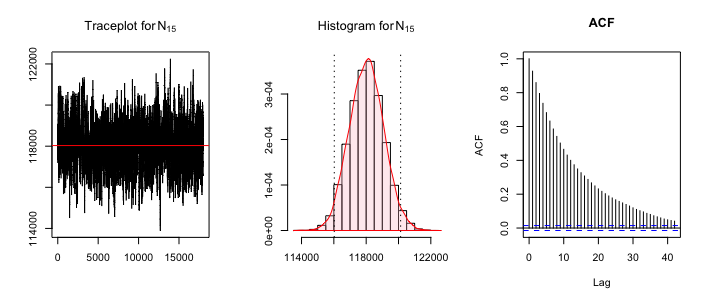 Traceplot for N15
114000
118000
122000
0
5000
10000
15000
Histogram for N15
0e+00
1e-04
2e-04
3e-04
114000
118000
122000
ACF
ACF
0.0
0.2
0.4
0.6
0.8
1.0
0
10
20
30
40
Lag